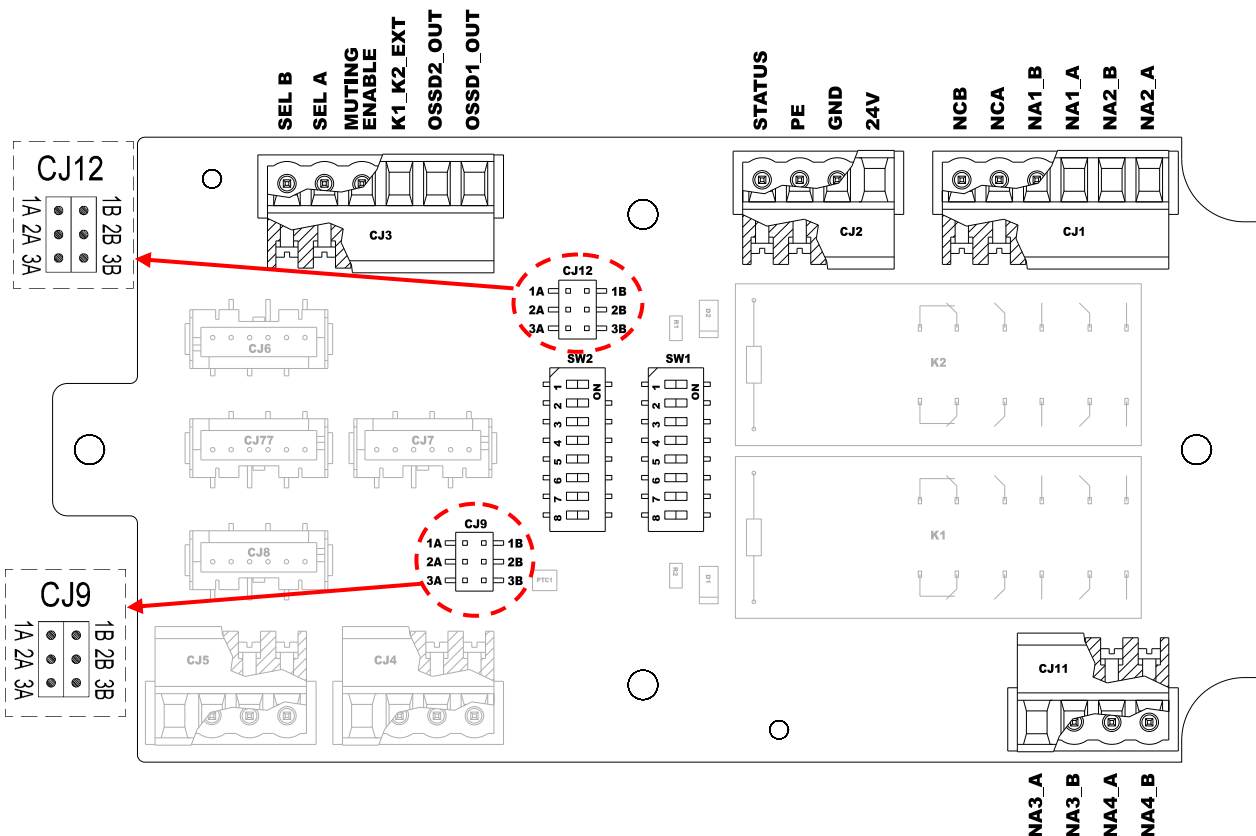 SEL B
SEL A
MUTING
ENABLE
K1_K2_EXT
OSSD2_OUT
OSSD1_OUT
STATUS
PE
GND
24V
NCB
NCA
NA1_B
NA1_A
NA2_B
NA2_A
CJ12
1A 2A 3A
1B 2B 3B
CJ3
CJ2
CJ1
CJ12
1A 1B
2A 2B
3A 3B
CJ6
R1
D2
K2
SW2
SW1
1
2
3
4
5
6
7
8
ON
1
2
3
4
5
6
7
8
ON
CJ77
CJ7
CJ8
CJ9
1A 1B
2A 2B
3A 3B
PTC1
R2
D1
K1
CJ9
1A 2A 3A
1B 2B 3B
CJ5
CJ4
CJ11
NA3_A
NA3_B
NA4_A
NA4_B